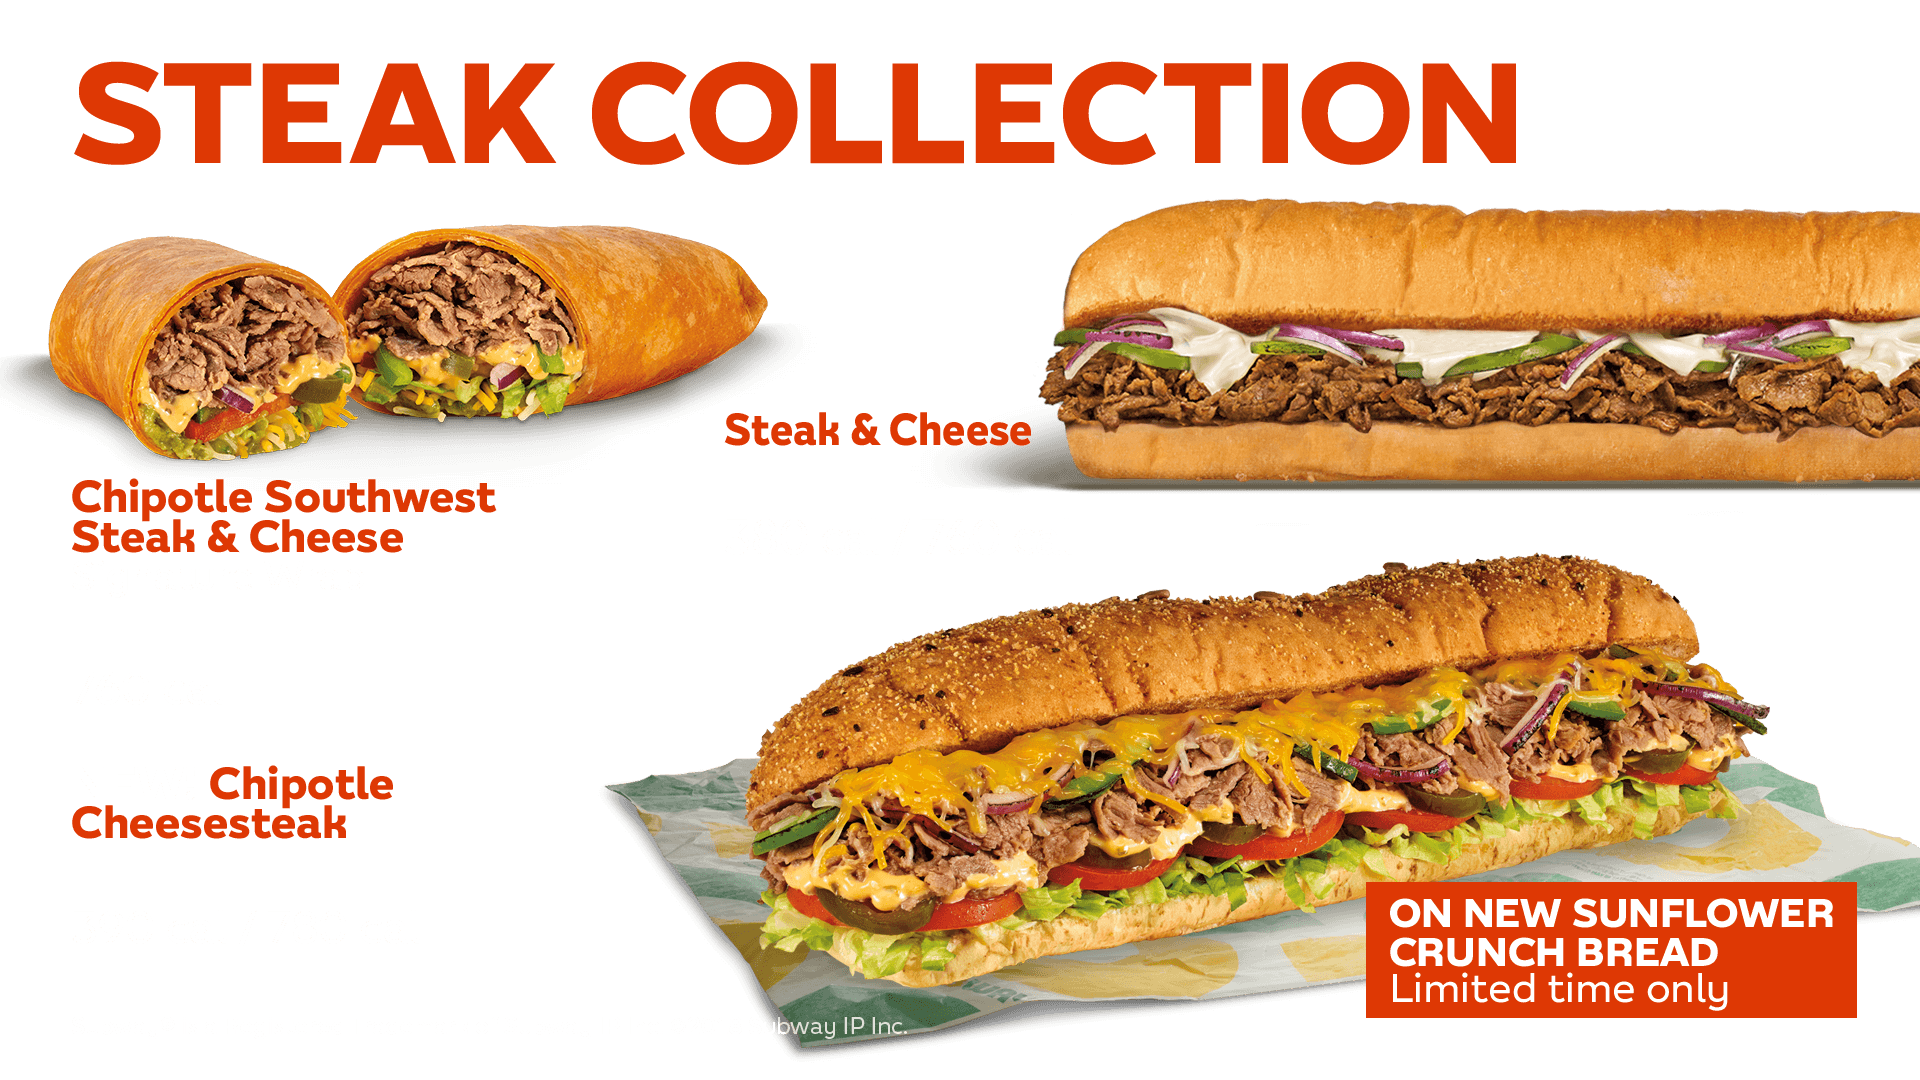 STEAK COLLECTION
Steak & Cheese
Chipotle Southwest
Steak & Cheese
Chipotle
Cheesesteak
ON NEW SUNFLOWER
CRUNCH BREAD
Limited time only
IP Inc.